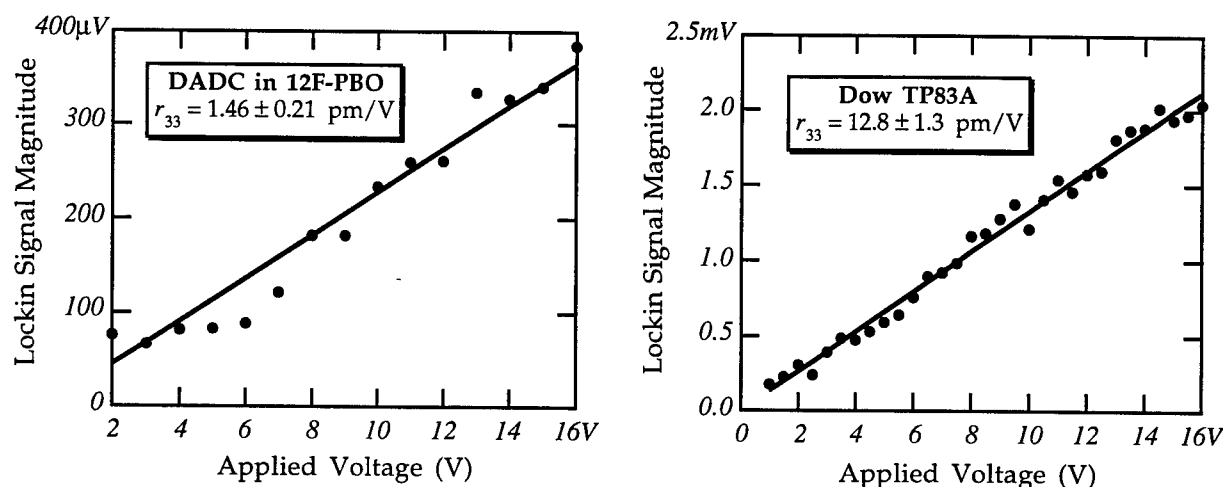 400μV
300
200
100
0
Lockin Signal Magnitude
DADC in 12F-PBO
r33 = 1.46 ± 0.21 pm/V
2 4 6 8 10 12 14 16V
Applied Voltage (V)
2.5mV
2.0
1.5
1.0
0.5
0.0
Lockin Signal Magnitude
Dow TP83A
r33 = 12.8 ± 1.3 pm/V
0 2 4 6 8 10 12 14 16V
Applied Voltage (V)